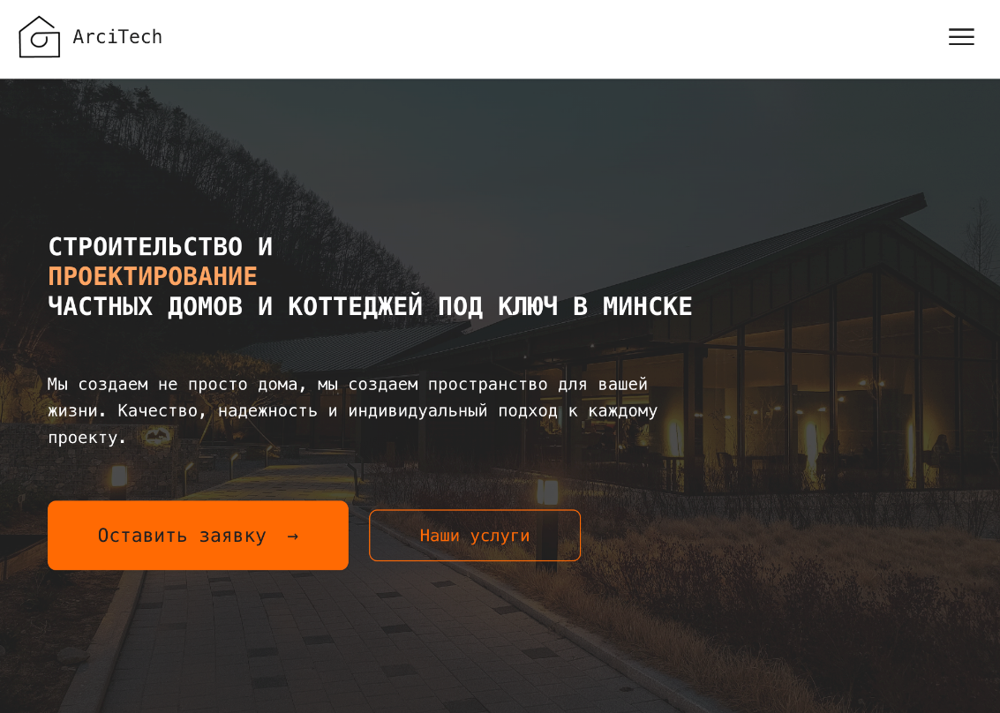 ArciTech
СТРОИТЕЛЬСТВО И
ПРОЕКТИРОВАНИЕ
ЧАСТНЫХ ДОМОВ И КОТТЕДЖЕЙ ПОД КЛЮЧ В МИНСКЕ
Мы создаем не просто дома, мы создаем пространство для вашей
жизни. Качество, надежность и индивидуальный подход к каждому
проекту.
Оставить заявку →
Наши услуги